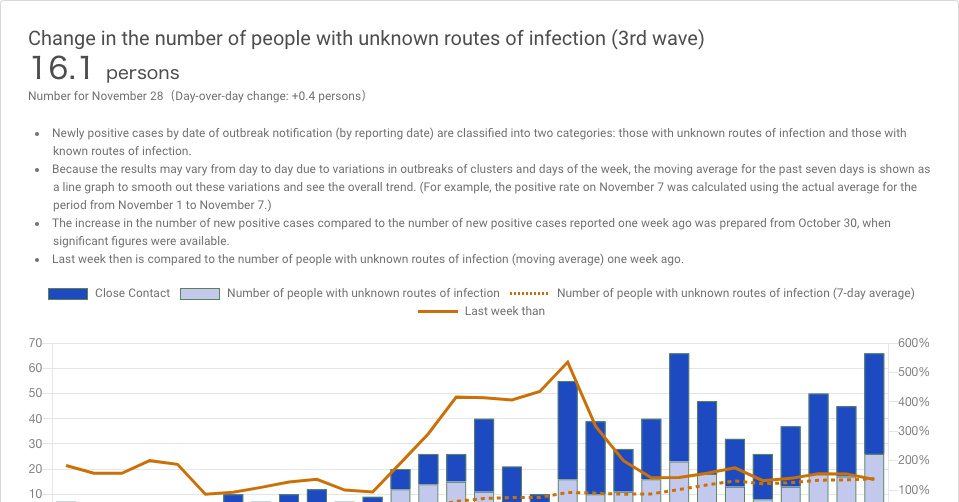 Change in the number of people with unknown routes of infection (3rd wave)
16.1 persons
Number for November 28 (Day-over-day change: +0.4 persons)
• Newly positive cases by date of outbreak notification (by reporting date) are classified into two categories: those with unknown routes of infection and those with
known routes of infection.
• Because the results may vary from day to day due to variations in outbreaks of clusters and days of the week, the moving average for the past seven days is shown as
a line graph to smooth out these variations and see the overall trend. (For example, the positive rate on November 7 was calculated using the actual average for the
period from November 1 to November 7.)
• The increase in the number of new positive cases compared to the number of new positive cases reported one week ago was prepared from October 30, when
significant figures were available.
• Last week then is compared to the number of people with unknown routes of infection (moving average) one week ago.
Close Contact Number of people with unknown routes of infection Number of people with unknown routes of infection (7-day average)
Last week than
70 600%
60 500%
50 400%
40 300%
30 200%
20 100%
10